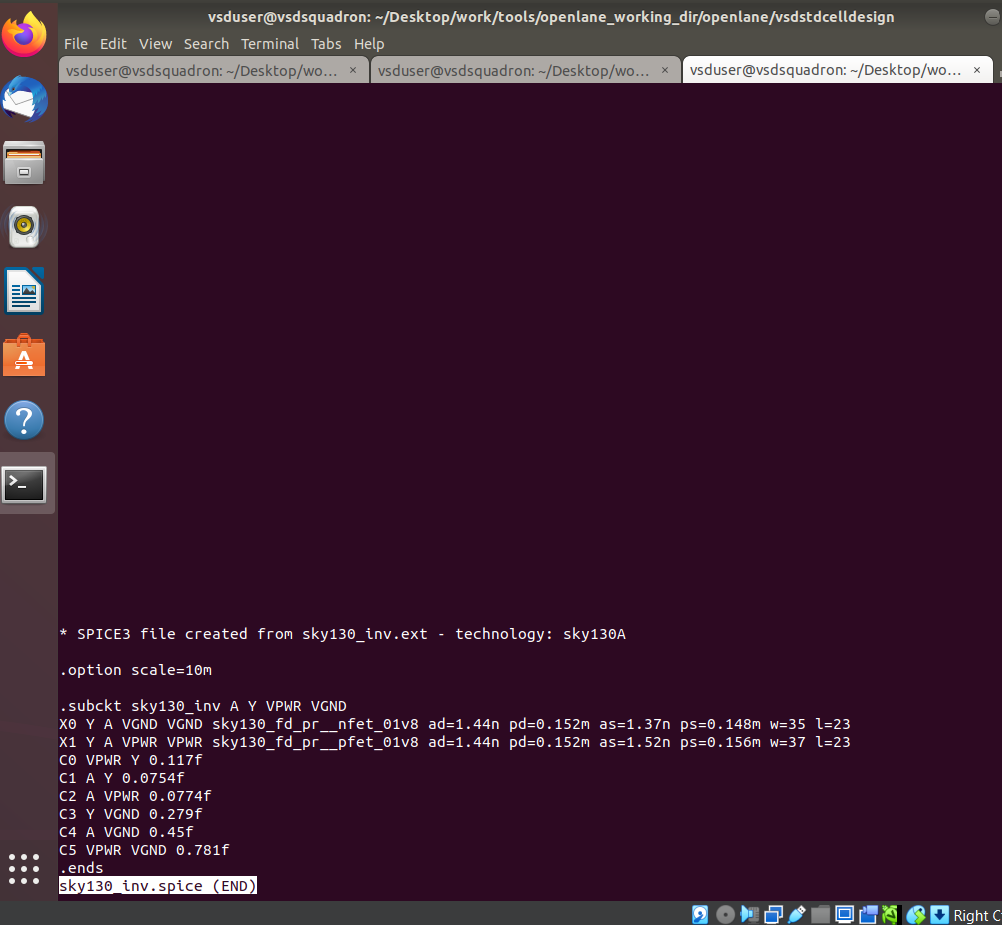 vsduser@vsdsquadron: ~/Desktop/work/tools/openlane_working_dir/openlane/vsdstdcelldesign
File Edit View Search Terminal Tabs Help
vsduser@vsdsquadron: ~/Desktop/wo... × vsduser@vsdsquadron: ~/Desktop/wo... × vsduser@vsdsquadron: ~/Desktop/wo... ×
* SPICE3 file created from sky130_inv.ext - technology: sky130A
.option scale=10m
.subckt sky130_inv A Y VPWR VGND
X0 Y A VGND VGND sky130_fd_pr__nfet_01v8 ad=1.44n pd=0.152m as=1.37n ps=0.148m w=35 l=23
X1 Y A VPWR VPWR sky130_fd_pr__pfet_01v8 ad=1.44n pd=0.152m as=1.52n ps=0.156m w=37 l=23
C0 VPWR Y 0.117f
C1 A Y 0.0754f
C2 A VPWR 0.0774f
C3 Y VGND 0.279f
C4 A VGND 0.45f
C5 VPWR VGND 0.781f
.ends
sky130_inv.spice (END)
Right C